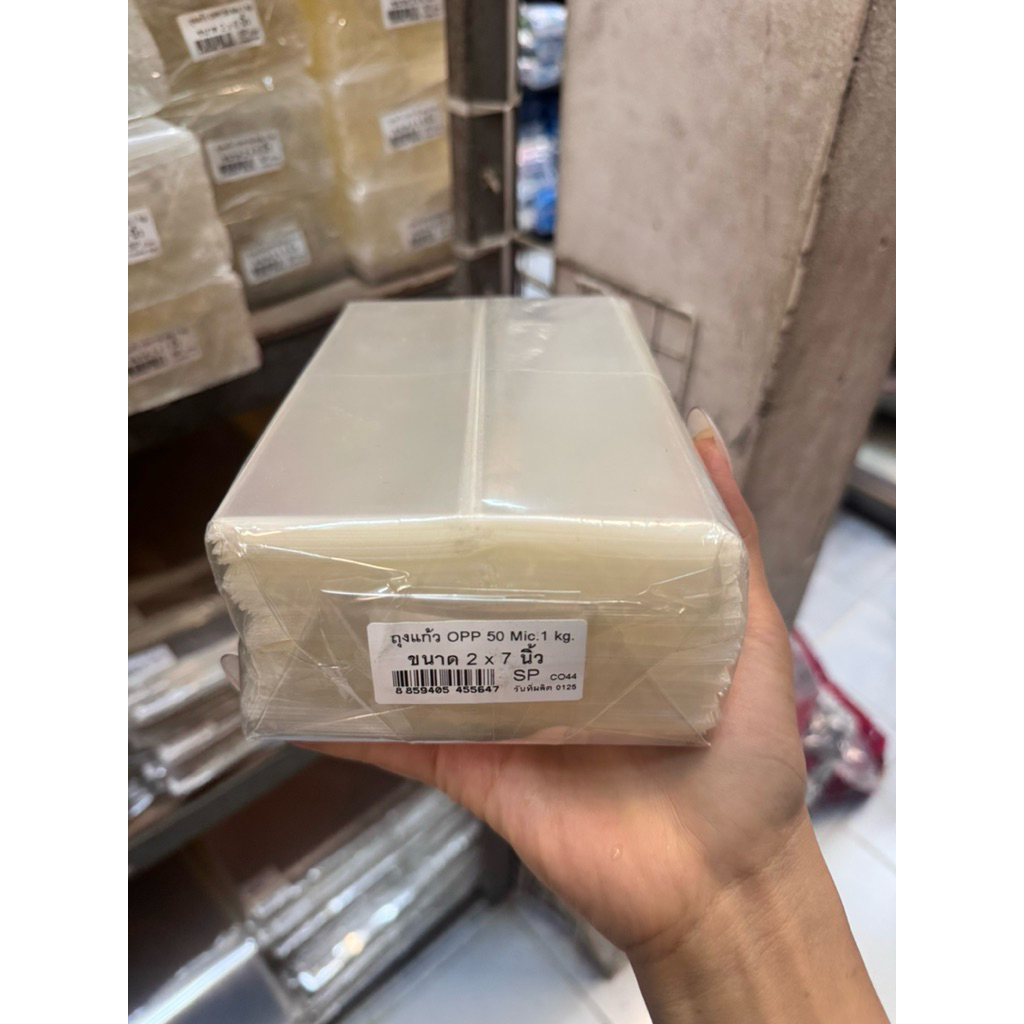 ถุงแก้ว OPP 50 Mic.1 kg.
ขนาด 2 x 7 นิ้ว
SP CO44
8 859405 455647 วันที่ผลิต 0125